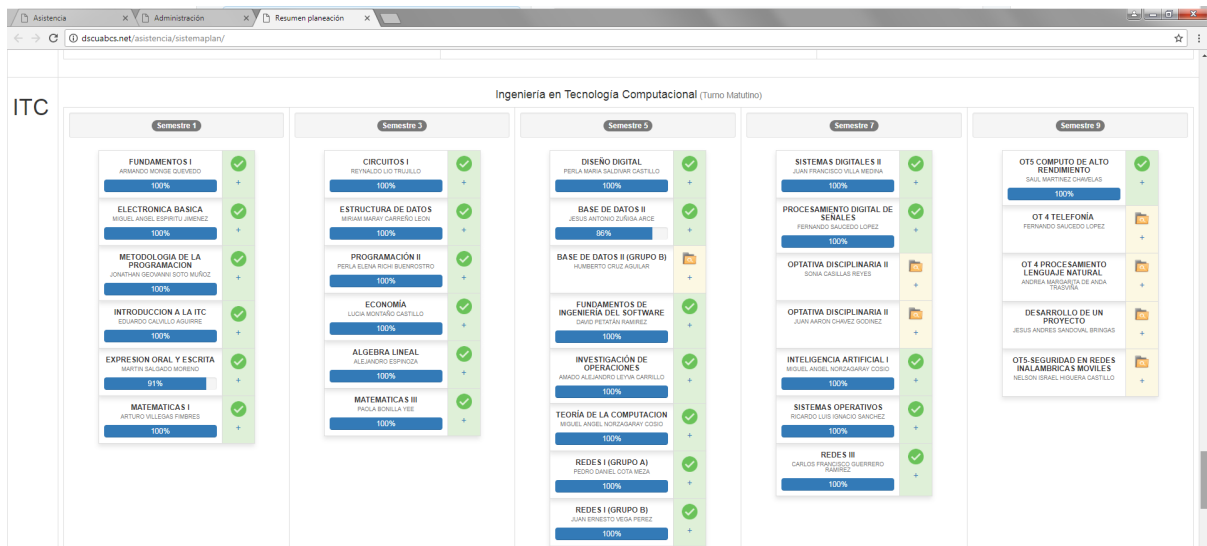 Asistencia
Administración
Resumen planeación
dscuabcs.net/asistencia/sistemaplan/
ITC
Ingeniería en Tecnología Computacional (Turno Matutino)
Semestre 1
FUNDAMENTOS I
ARMANDO MONGE QUEVEDO
100%
+
ELECTRONICA BASICA
MIGUEL ANGEL ESPIRITU JIMENEZ
100%
+
METODOLOGIA DE LA
PROGRAMACION
JONATHAN GEOVANNI SOTO MUÑOZ
100%
+
INTRODUCCION A LA ITC
EDUARDO CALVILLO AGUIRRE
100%
+
EXPRESION ORAL Y ESCRITA
MARTIN SALGADO MORENO
91%
+
MATEMATICAS I
ARTURO VILLEGAS FIMBRES
100%
+
Semestre 3
CIRCUITOS I
REYNALDO LIO TRUJILLO
100%
+
ESTRUCTURA DE DATOS
MIRIAM MARAY CARREÑO LEON
100%
+
PROGRAMACIÓN II
PERLA ELENA RICHI BUENROSTRO
100%
+
ECONOMÍA
LUCIA MONTAÑO CASTILLO
100%
+
ALGEBRA LINEAL
ALEJANDRO ESPINOZA
100%
+
MATEMATICAS III
PAOLA BONILLA YEE
100%
+
Semestre 5
DISEÑO DIGITAL
PERLA MARIA SALDIVAR CASTILLO
100%
+
BASE DE DATOS II
JESUS ANTONIO ZUÑIGA ARCE
86%
+
BASE DE DATOS II (GRUPO B)
HUMBERTO CRUZ AGUILAR
+
FUNDAMENTOS DE
INGENIERÍA DEL SOFTWARE
DAVID PETATÁN RAMIREZ
100%
+
INVESTIGACIÓN DE
OPERACIONES
AMADO ALEJANDRO LEYVA CARRILLO
100%
+
TEORÍA DE LA COMPUTACION
MIGUEL ANGEL NORZAGARAY COSIO
100%
+
REDES I (GRUPO A)
PEDRO DANIEL COTA MEZA
100%
+
REDES I (GRUPO B)
JUAN ERNESTO VEGA PEREZ
100%
+
Semestre 7
SISTEMAS DIGITALES II
JUAN FRANCISCO VILLA MEDINA
100%
+
PROCESAMIENTO DIGITAL DE
SEÑALES
FERNANDO SAUCEDO LOPEZ
100%
+
OPTATIVA DISCIPLINARIA II
SONIA CASILLAS REYES
+
OPTATIVA DISCIPLINARIA II
JUAN AARON CHAVEZ GODINEZ
+
INTELIGENCIA ARTIFICIAL I
MIGUEL ANGEL NORZAGARAY COSIO
100%
+
SISTEMAS OPERATIVOS
RICARDO LUIS IGNACIO SANCHEZ
100%
+
REDES III
CARLOS FRANCISCO GUERRERO
RAMIREZ
100%
+
Semestre 9
OT5 COMPUTO DE ALTO
RENDIMIENTO
SAUL MARTINEZ CHAVELAS
100%
+
OT 4 TELEFONÍA
FERNANDO SAUCEDO LOPEZ
+
OT 4 PROCESAMIENTO
LENGUAJE NATURAL
ANDREA MARGARITA DE ANDA
TRASVIÑA
+
DESARROLLO DE UN
PROYECTO
JESUS ANDRES SANDOVAL BRINGAS
+
OT5-SEGURIDAD EN REDES
INALAMBRICAS MOVILES
NELSON ISRAEL HIGUERA CASTILLO
+